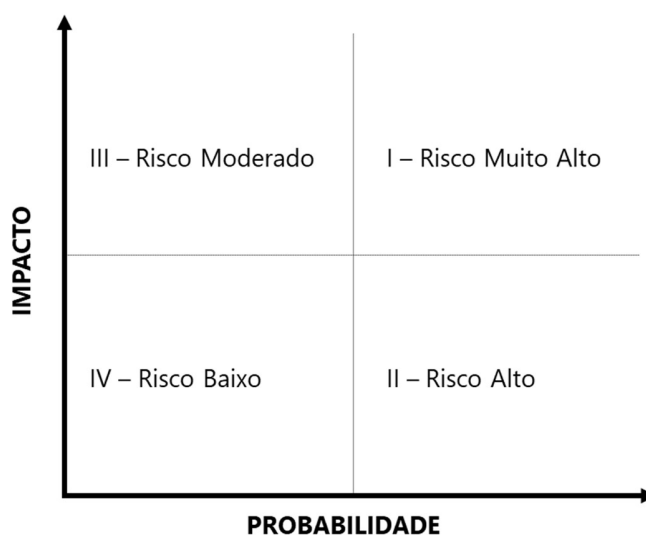 III – Risco Moderado
I – Risco Muito Alto
IMPACTO
IV – Risco Baixo
II – Risco Alto
PROBABILIDADE